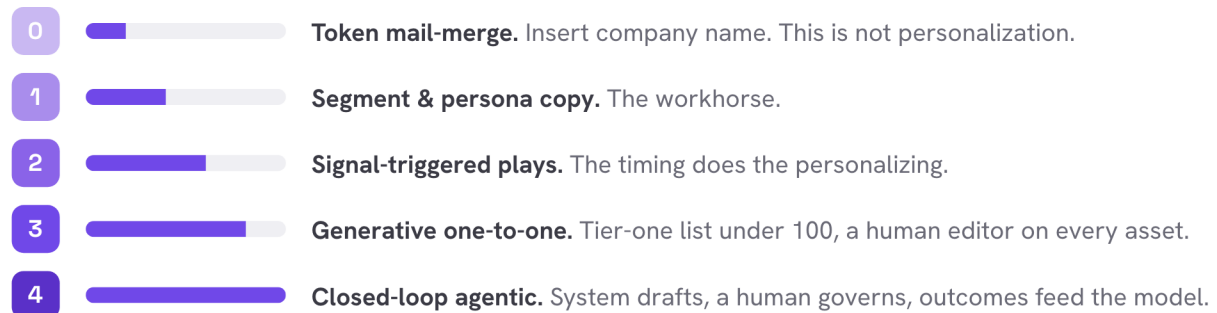 0 Token mail-merge. Insert company name. This is not personalization.
1 Segment & persona copy. The workhorse.
2 Signal-triggered plays. The timing does the personalizing.
3 Generative one-to-one. Tier-one list under 100, a human editor on every asset.
4 Closed-loop agentic. System drafts, a human governs, outcomes feed the model.